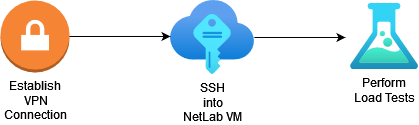 Establish
VPN
Connection
SSH
into
NetLab VM
Perform
Load Tests